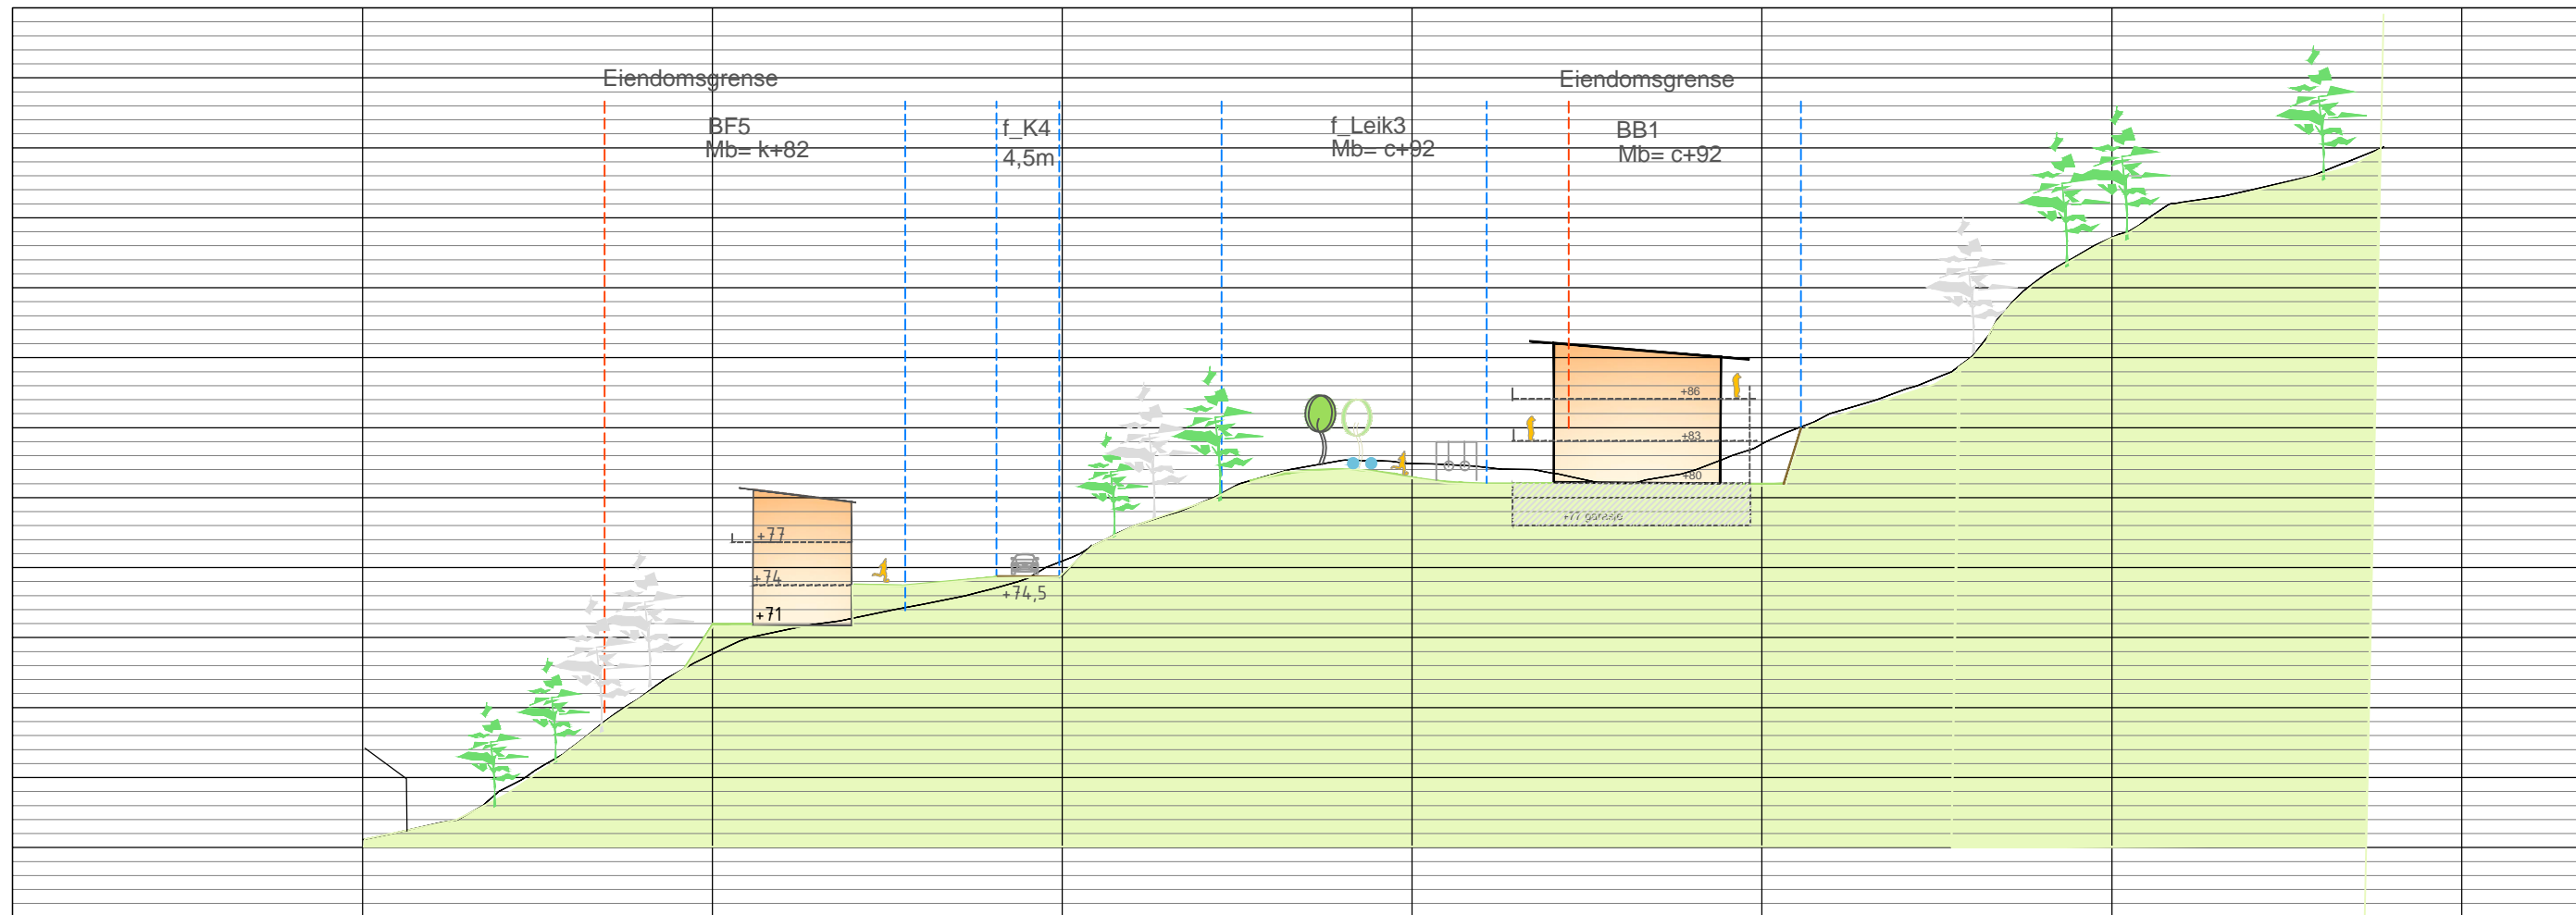 Eiendomsgrense
Eiendomsgrense
BF5
Mb= k+82
f_K4
4,5m
f_Leik3
Mb= c+92
BB1
Mb= c+92
+86
+83
+80
+77 garasje
+77
+74
+71
+74,5